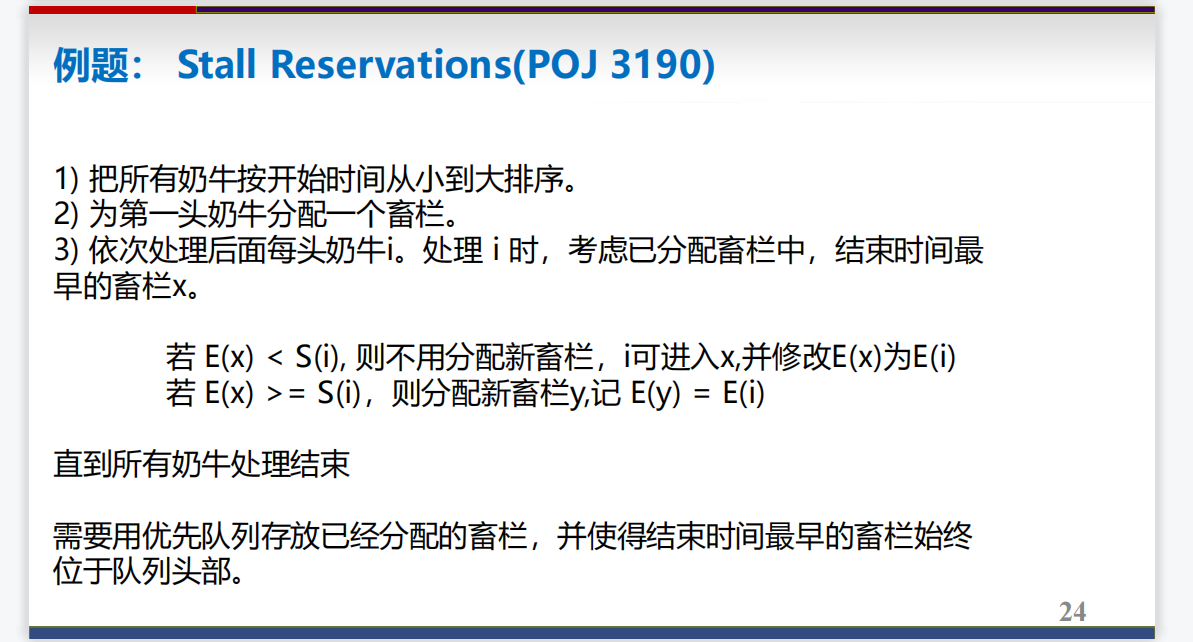 例题： Stall Reservations(POJ 3190)
1) 把所有奶牛按开始时间从小到大排序。
2) 为第一头奶牛分配一个畜栏。
3) 依次处理后面每头奶牛i。处理 i 时，考虑已分配畜栏中，结束时间最
早的畜栏x。
若 E(x) < S(i), 则不用分配新畜栏，i可进入x,并修改E(x)为E(i)
若 E(x) >= S(i)，则分配新畜栏y,记 E(y) = E(i)
直到所有奶牛处理结束
需要用优先队列存放已经分配的畜栏，并使得结束时间最早的畜栏始终
位于队列头部。
24